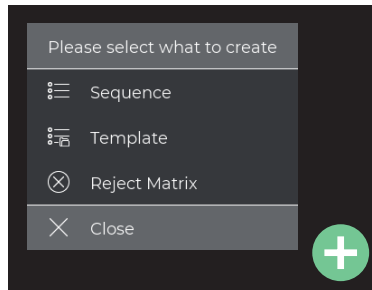 Please select what to create
Sequence
Template
Reject Matrix
Close